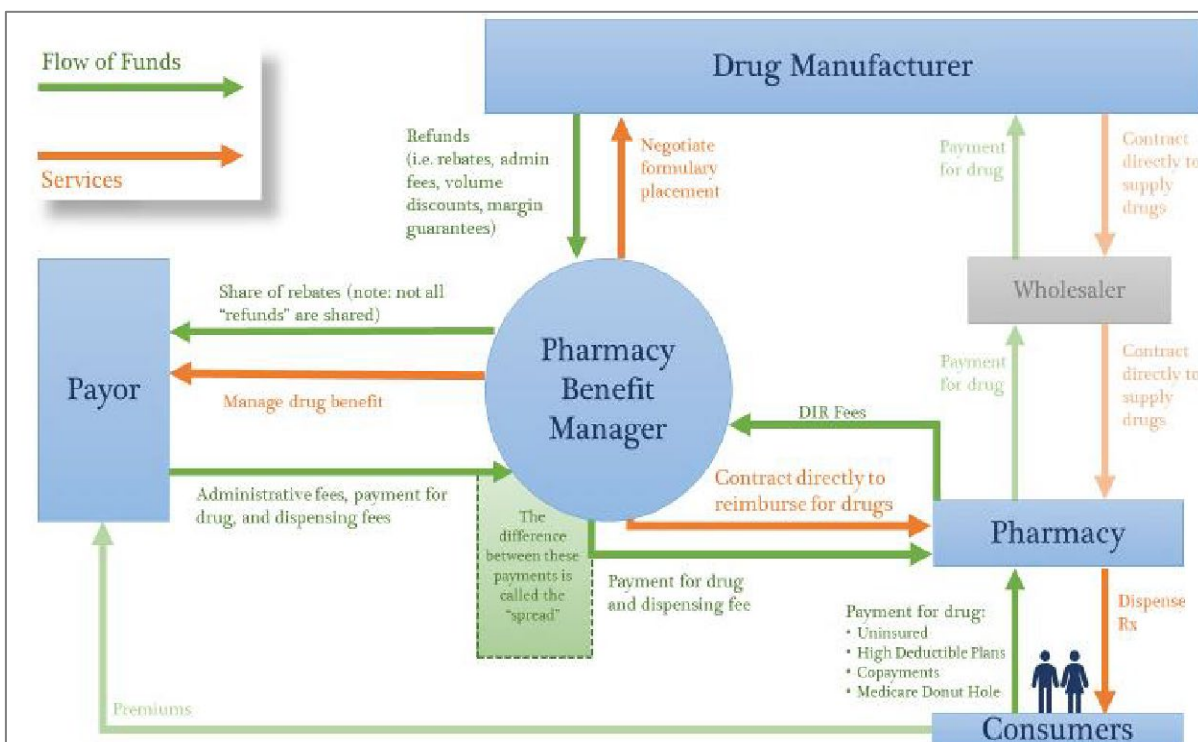 Flow of Funds
Services
Drug Manufacturer
Refunds
(i.e. rebates, admin
fees, volume
discounts, margin
guarantees)
Negotiate
formulary
placement
Payment
for drug
Contract
directly to
supply
drugs
Wholesaler
Share of rebates (note: not all
"refunds" are shared)
Payor
Manage drug benefit
Pharmacy
Benefit
Manager
Payment
for drug
Contract
directly to
supply
drugs
DIR Fees
Administrative fees, payment for
drug, and dispensing fees
Contract directly to
reimburse for drugs
Pharmacy
The
difference
between these
payments is
called the
"spread"
Payment for drug
and dispensing fee
Payment for drug:
• Uninsured
• High Deductible Plans
• Copayments
• Medicare Donut Hole
Dispense
Rx
Premiums
Consumers